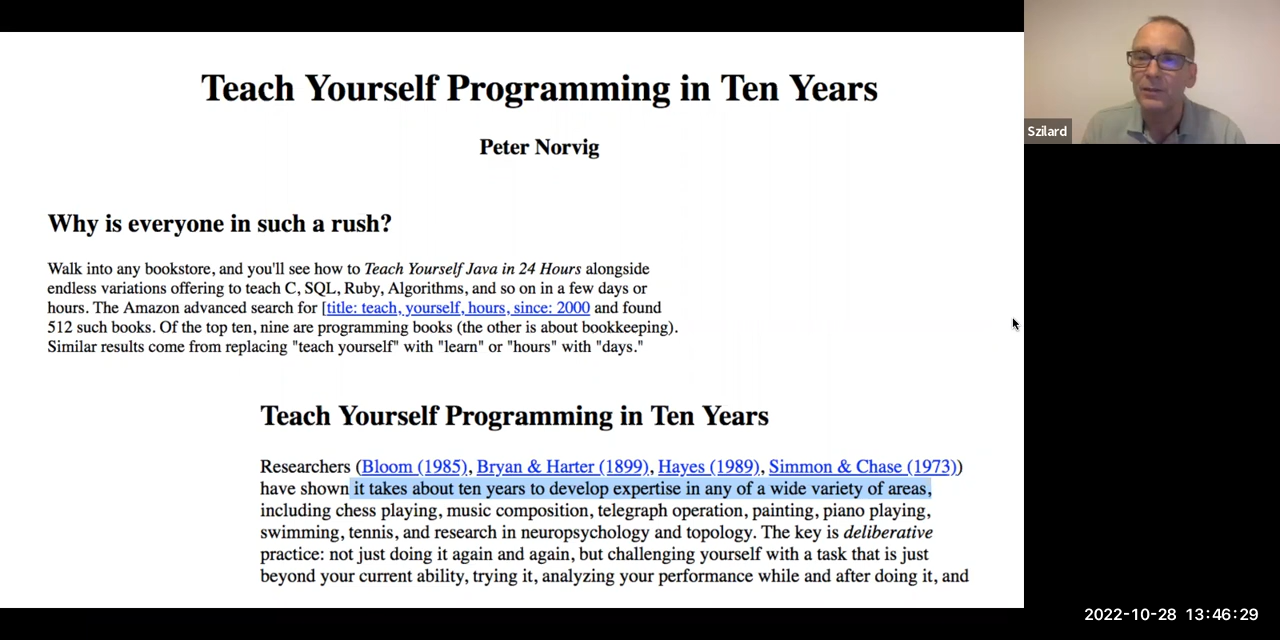 Teach Yourself Programming in Ten Years
Peter Norvig
Why is everyone in such a rush?
Walk into any bookstore, and you'll see how to Teach Yourself Java in 24 Hours alongside
endless variations offering to teach C, SQL, Ruby, Algorithms, and so on in a few days or
hours. The Amazon advanced search for [title: teach, yourself, hours, since: 2000 and found
512 such books. Of the top ten, nine are programming books (the other is about bookkeeping).
Similar results come from replacing "teach yourself" with "learn" or "hours" with "days."
Teach Yourself Programming in Ten Years
Researchers (Bloom (1985), Bryan & Harter (1899), Hayes (1989), Simmon & Chase (1973))
have shown it takes about ten years to develop expertise in any of a wide variety of areas,
including chess playing, music composition, telegraph operation, painting, piano playing,
swimming, tennis, and research in neuropsychology and topology. The key is deliberative
practice: not just doing it again and again, but challenging yourself with a task that is just
beyond your current ability, trying it, analyzing your performance while and after doing it, and
Szilard
2022-10-28 13:46:29